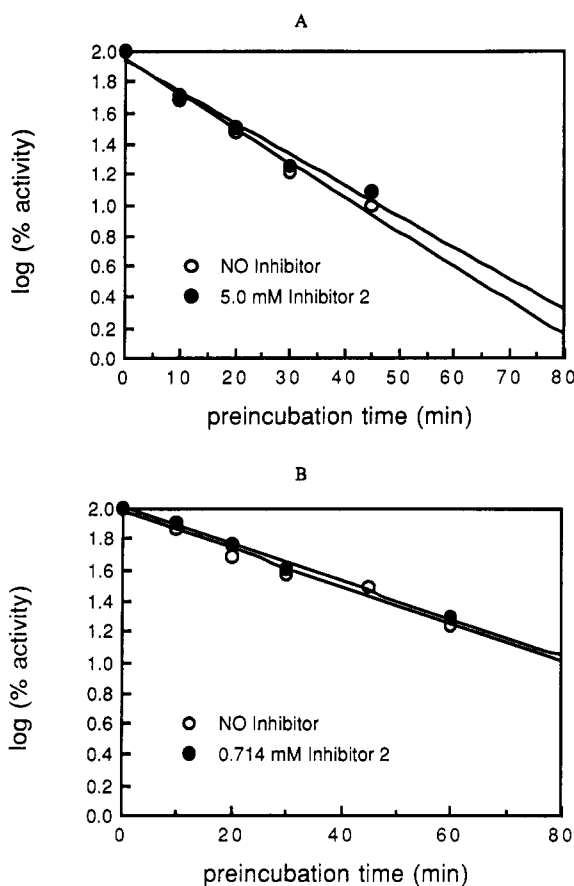 A
log (% activity)
2.0
1.8
1.6
1.4
1.2
1.0
0.8
0.6
0.4
0.2
0.0
NO Inhibitor
5.0 mM Inhibitor 2
0 10 20 30 40 50 60 70 80
preincubation time (min)
B
log (% activity)
2.0
1.8
1.6
1.4
1.2
1.0
0.8
0.6
0.4
0.2
0.0
NO Inhibitor
0.714 mM Inhibitor 2
0 20 40 60 80
preincubation time (min)